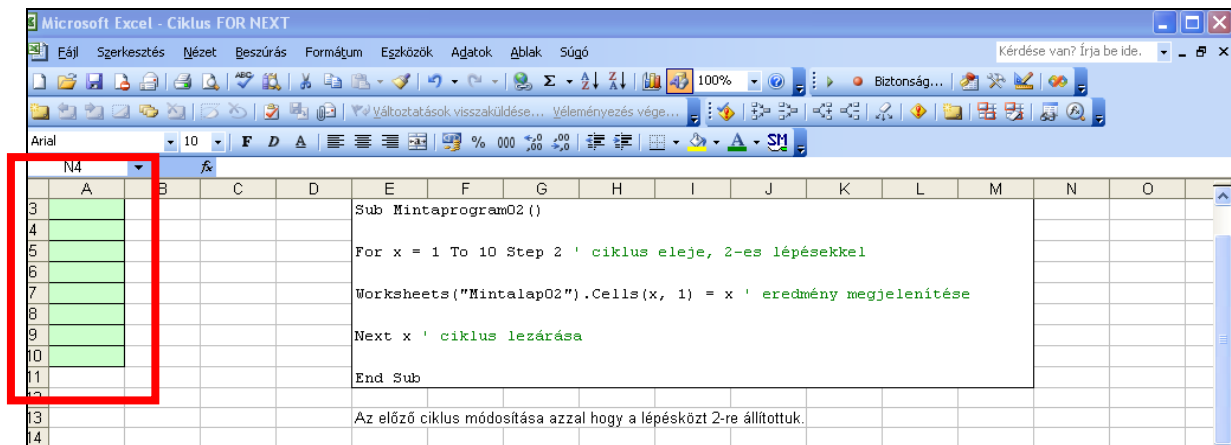 Microsoft Excel - Ciklus FOR NEXT
Fájl Szerkesztés Nézet Beszúrás Formátum Eszközök Adatok Ablak Súgó Kérdése van? Írja be ide.
100% Biztonság...
Változtatások visszaküldése... Véleményezés vége...
Arial 10 F D A % 000
N4 fx
A B C D E F G H I J K L M N O
3 Sub Mintaprogram02()
4
5 For x = 1 To 10 Step 2 ' ciklus eleje, 2-es lépésekkel
6
7 Worksheets("Mintalap02").Cells(x, 1) = x ' eredmény megjelenítése
8
9 Next x ' ciklus lezárása
10
11 End Sub
12
13 Az előző ciklus módosítása azzal hogy a lépésközt 2-re állítottuk.
14